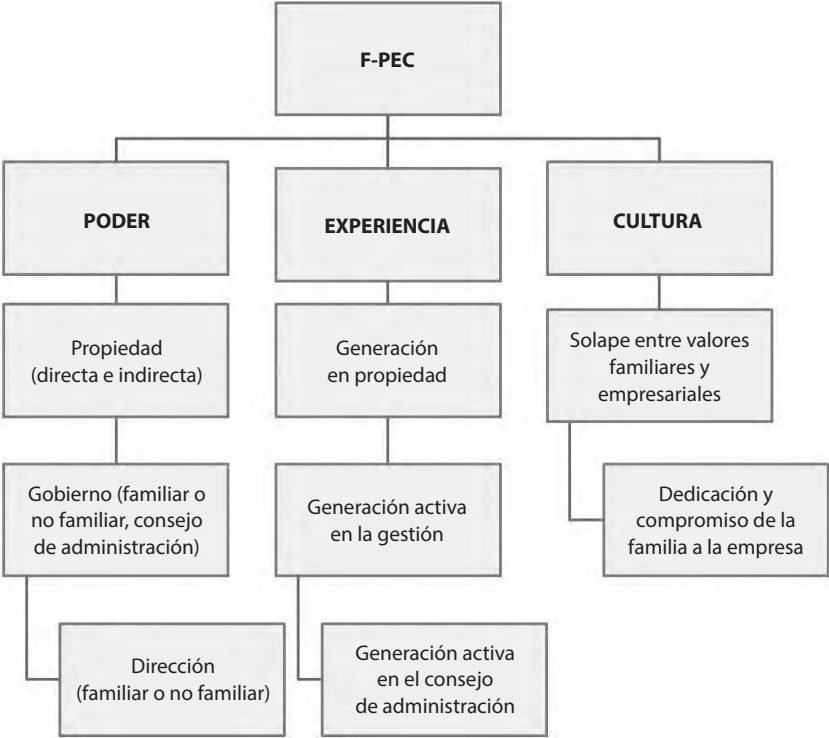 F-PEC
PODER
EXPERIENCIA
CULTURA
Propiedad
(directa e indirecta)
Generación
en propiedad
Solape entre valores
familiares y
empresariales
Gobierno (familiar o
no familiar, consejo
de administración)
Generación activa
en la gestión
Dedicación y
compromiso de la
familia a la empresa
Dirección
(familiar o no familiar)
Generación activa
en el consejo
de administración